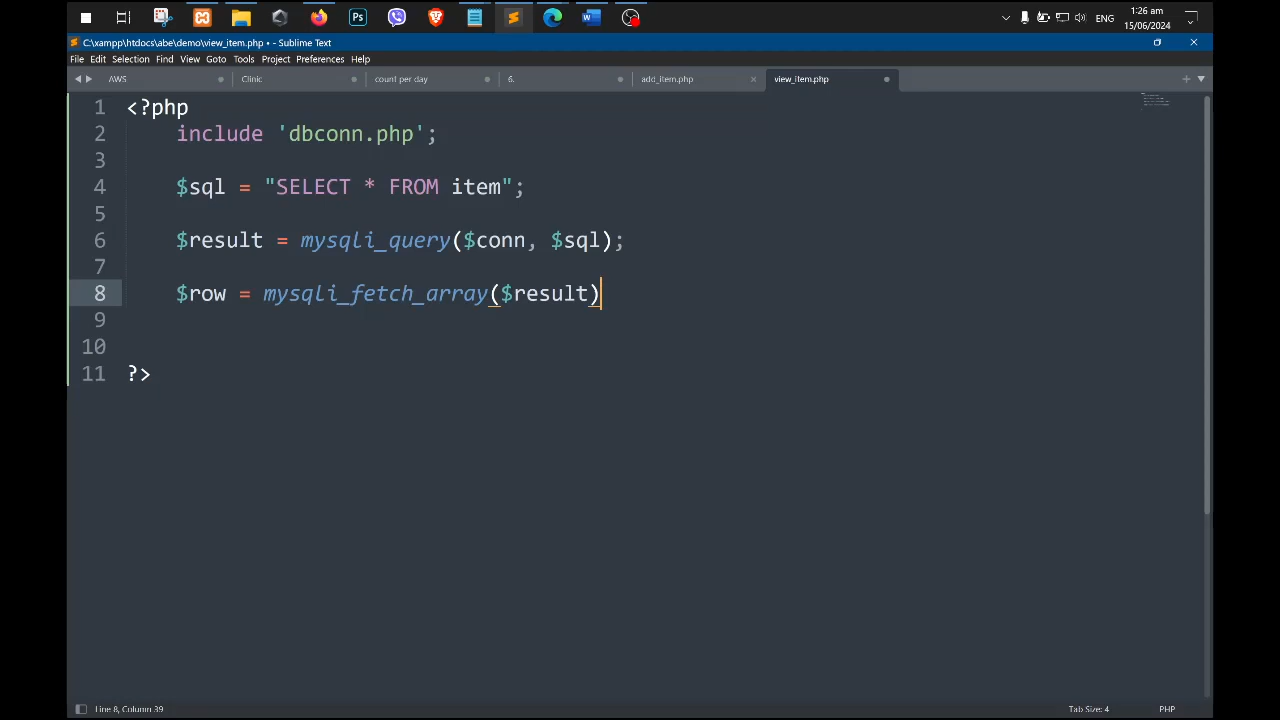 1:26 am
ENG
15/06/2024
C:\xampp\htdocs\abe\demo\view_item.php • - Sublime Text
File Edit Selection Find View Goto Tools Project Preferences Help
AWS Clinic count per day 6. add_item.php view_item.php
1 <?php
2 include 'dbconn.php';
3
4 $sql = "SELECT * FROM item";
5
6 $result = mysqli_query($conn, $sql);
7
8 $row = mysqli_fetch_array($result)
9
10
11 ?>
Line 8, Column 39 Tab Size: 4 PHP